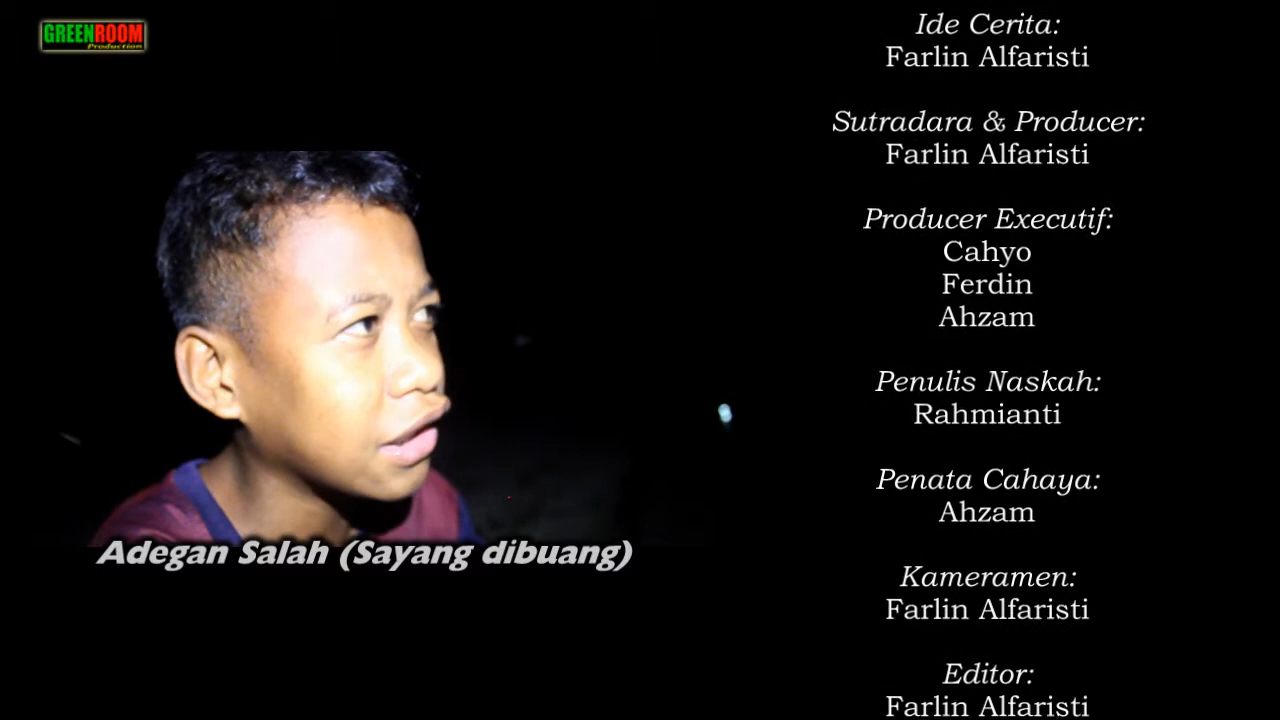 GREENROOM
Production
Ide Cerita:
Farlin Alfaristi
Sutradara & Producer:
Farlin Alfaristi
Producer Executif:
Cahyo
Ferdin
Ahzam
Penulis Naskah:
Rahmianti
Penata Cahaya:
Ahzam
Kameramen:
Farlin Alfaristi
Editor:
Farlin Alfaristi
Adegan Salah (Sayang dibuang)